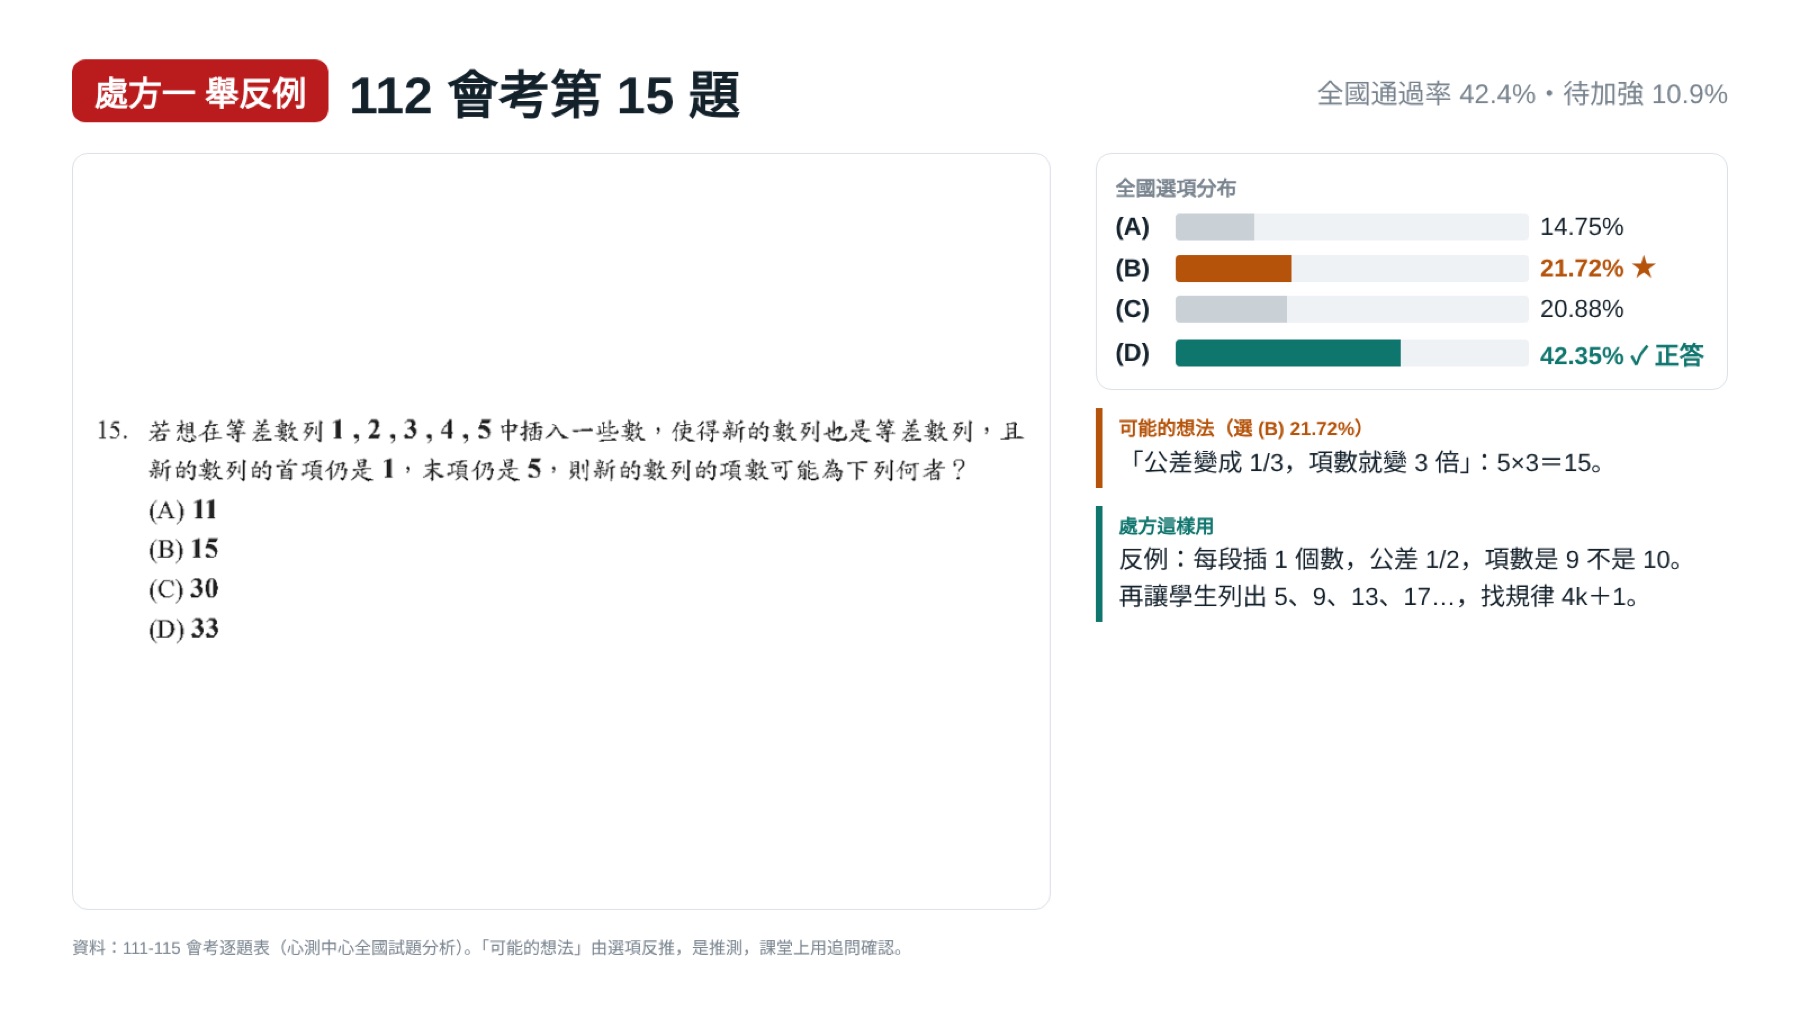 處方一 舉反例
112 會考第 15 題
全國通過率 42.4%・待加強 10.9%
15. 若想在等差數列 1 , 2 , 3 , 4 , 5 中插入一些數，使得新的數列也是等差數列，且
新的數列的首項仍是 1，末項仍是 5，則新的數列的項數可能為下列何者？
(A) 11
(B) 15
(C) 30
(D) 33
全國選項分布
(A) 14.75%
(B) 21.72% ★
(C) 20.88%
(D) 42.35% ✓ 正答
可能的想法（選 (B) 21.72%）
「公差變成 1/3，項數就變 3 倍」：5×3＝15。
處方這樣用
反例：每段插 1 個數，公差 1/2，項數是 9 不是 10。
再讓學生列出 5、9、13、17…，找規律 4k＋1。
資料：111-115 會考逐題表（心測中心全國試題分析）。「可能的想法」由選項反推，是推測，課堂上用追問確認。